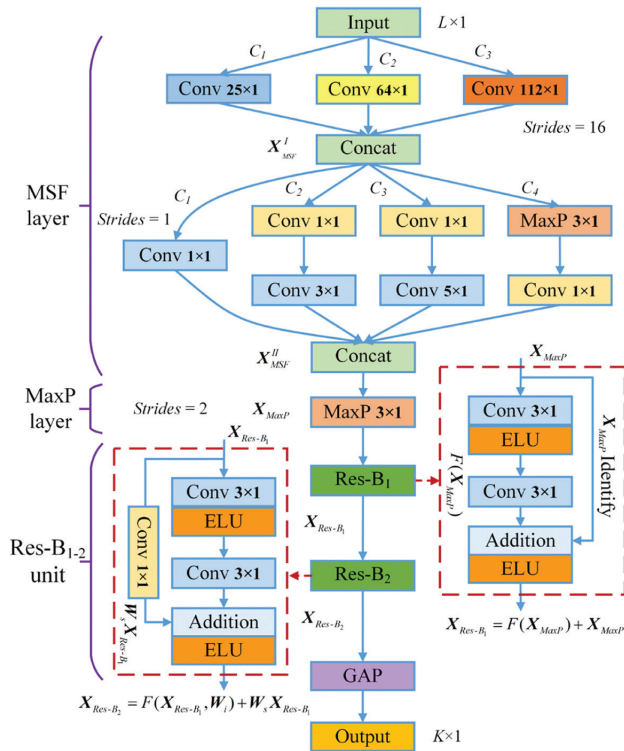 Input
L×1
C1
C2
C3
Conv 25×1
Conv 64×1
Conv 112×1
Strides = 16
X^I_MSF
Concat
MSF
layer
C1
C2
C3
C4
Strides = 1
Conv 1×1
Conv 1×1
Conv 1×1
MaxP 3×1
Conv 3×1
Conv 5×1
Conv 1×1
X^II_MSF
Concat
MaxP
layer
Strides = 2
X_MaxP
MaxP 3×1
X_Res-B1
Conv 3×1
ELU
Conv 3×1
Addition
ELU
Conv 1×1
W_s X_Res-B1
X_Res-B2 = F(X_Res-B1, W_i) + W_s X_Res-B1
Res-B1-2
unit
Res-B1
X_Res-B1
Res-B2
X_Res-B2
GAP
Output
K×1
X_MaxP
Conv 3×1
ELU
Conv 3×1
Addition
ELU
F(X_MaxP)
X_MaxP Identify
X_Res-B1 = F(X_MaxP) + X_MaxP